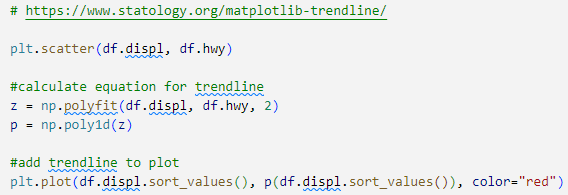 # https://www.statology.org/matplotlib-trendline/
plt.scatter(df.displ, df.hwy)
#calculate equation for trendline
z = np.polyfit(df.displ, df.hwy, 2)
p = np.poly1d(z)
#add trendline to plot
plt.plot(df.displ.sort_values(), p(df.displ.sort_values()), color="red")